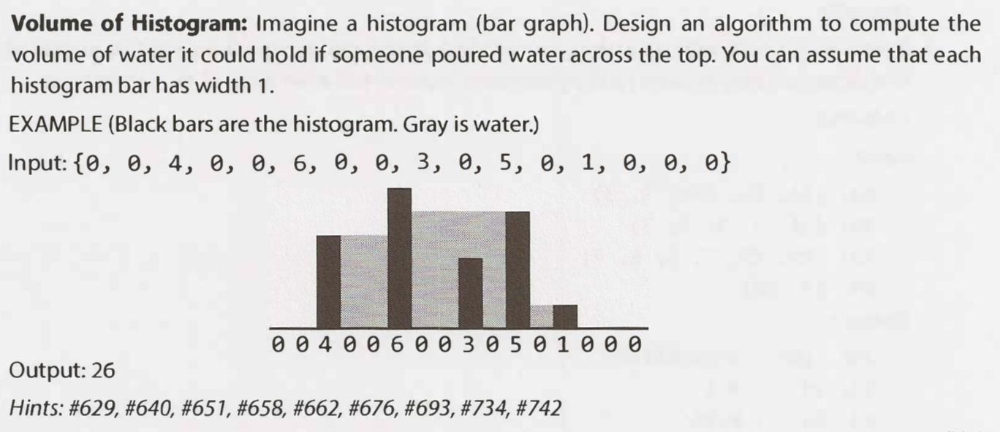 Volume of Histogram: Imagine a histogram (bar graph). Design an algorithm to compute the
volume of water it could hold if someone poured water across the top. You can assume that each
histogram bar has width 1.
EXAMPLE (Black bars are the histogram. Gray is water.)
Input: {0, 0, 4, 0, 0, 6, 0, 0, 3, 0, 5, 0, 1, 0, 0, 0}
0 0 4 0 0 6 0 0 3 0 5 0 1 0 0 0
Output: 26
Hints: #629, #640, #651, #658, #662, #676, #693, #734, #742